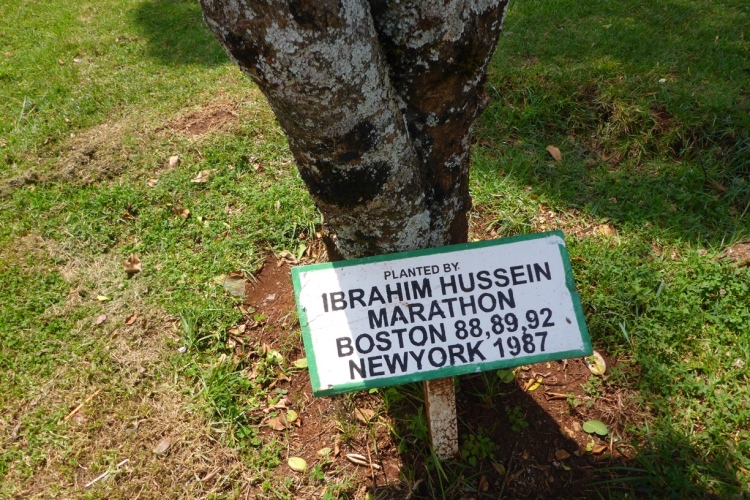 PLANTED BY
IBRAHIM HUSSEIN
MARATHON
BOSTON 88,89,92
NEWYORK 1987